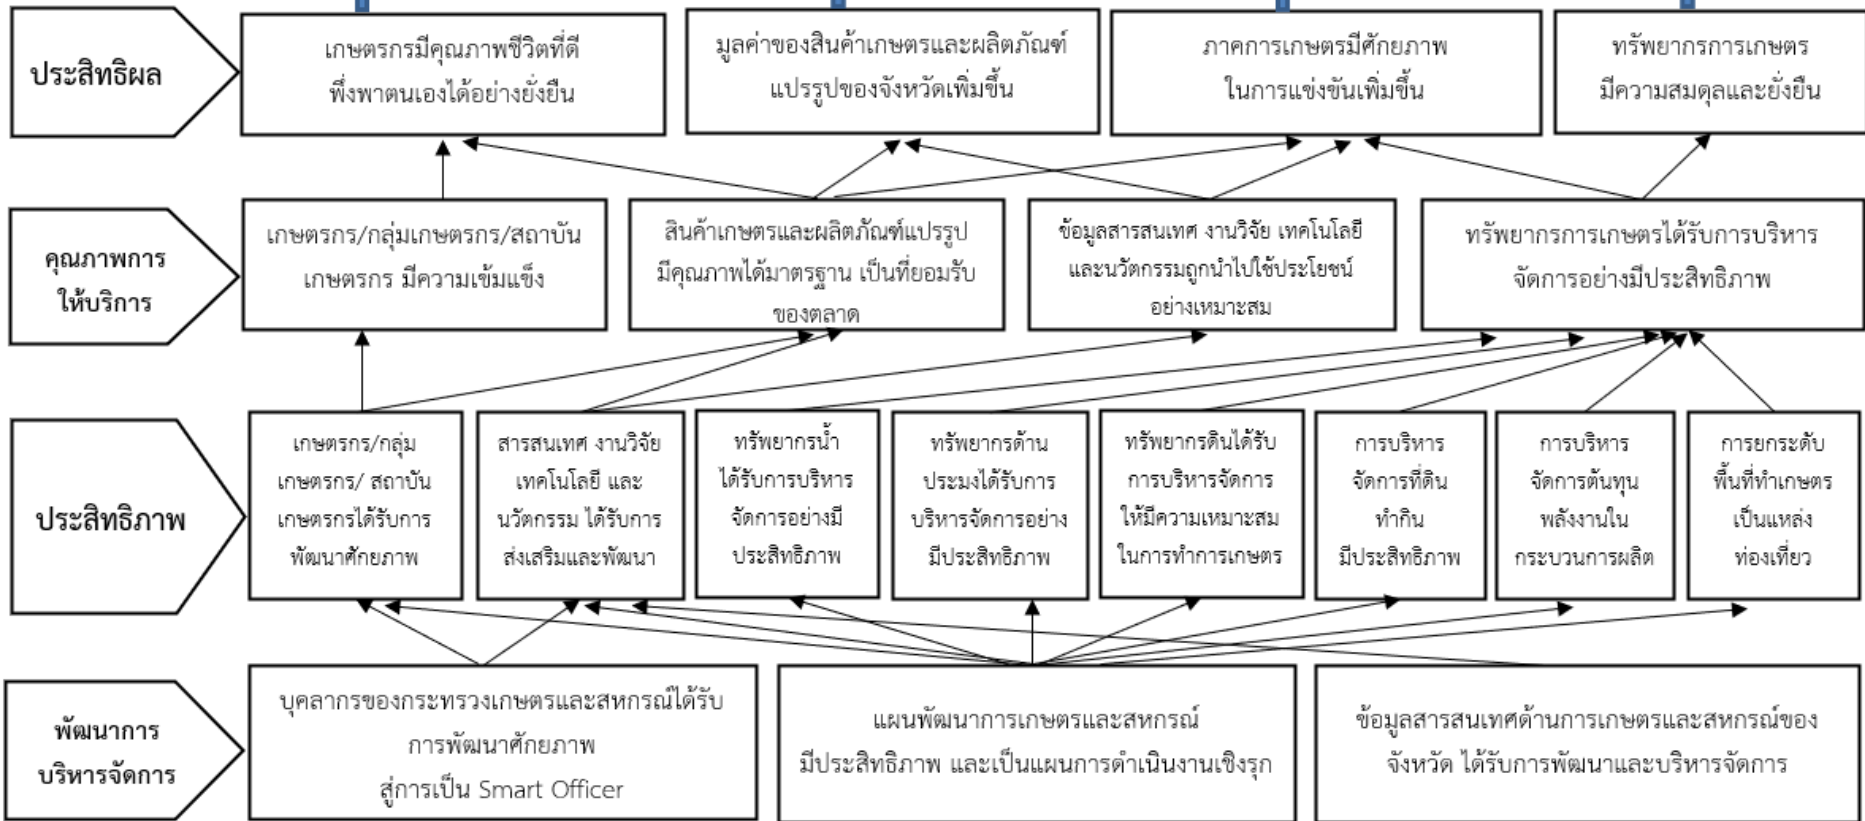 ประสิทธิผล
เกษตรกรมีคุณภาพชีวิตที่ดี
พึ่งพาตนเองได้อย่างยั่งยืน
มูลค่าของสินค้าเกษตรและผลิตภัณฑ์
แปรรูปของจังหวัดเพิ่มขึ้น
ภาคการเกษตรมีศักยภาพ
ในการแข่งขันเพิ่มขึ้น
ทรัพยากรการเกษตร
มีความสมดุลและยั่งยืน
คุณภาพการ
ให้บริการ
เกษตรกร/กลุ่มเกษตรกร/สถาบัน
เกษตรกร มีความเข้มแข็ง
สินค้าเกษตรและผลิตภัณฑ์แปรรูป
มีคุณภาพได้มาตรฐาน เป็นที่ยอมรับ
ของตลาด
ข้อมูลสารสนเทศ งานวิจัย เทคโนโลยี
และนวัตกรรมถูกนำไปใช้ประโยชน์
อย่างเหมาะสม
ทรัพยากรการเกษตรได้รับการบริหาร
จัดการอย่างมีประสิทธิภาพ
ประสิทธิภาพ
เกษตรกร/กลุ่ม
เกษตรกร/ สถาบัน
เกษตรกรได้รับการ
พัฒนาศักยภาพ
สารสนเทศ งานวิจัย
เทคโนโลยี และ
นวัตกรรม ได้รับการ
ส่งเสริมและพัฒนา
ทรัพยากรน้ำ
ได้รับการบริหาร
จัดการอย่างมี
ประสิทธิภาพ
ทรัพยากรด้าน
ประมงได้รับการ
บริหารจัดการอย่าง
มีประสิทธิภาพ
ทรัพยากรดินได้รับ
การบริหารจัดการ
ให้มีความเหมาะสม
ในการทำการเกษตร
การบริหาร
จัดการที่ดิน
ทำกิน
มีประสิทธิภาพ
การบริหาร
จัดการต้นทุน
พลังงานใน
กระบวนการผลิต
การยกระดับ
พื้นที่ทำเกษตร
เป็นแหล่ง
ท่องเที่ยว
พัฒนาการ
บริหารจัดการ
บุคลากรของกระทรวงเกษตรและสหกรณ์ได้รับ
การพัฒนาศักยภาพ
สู่การเป็น Smart Officer
แผนพัฒนาการเกษตรและสหกรณ์
มีประสิทธิภาพ และเป็นแผนการดำเนินงานเชิงรุก
ข้อมูลสารสนเทศด้านการเกษตรและสหกรณ์ของ
จังหวัด ได้รับการพัฒนาและบริหารจัดการ